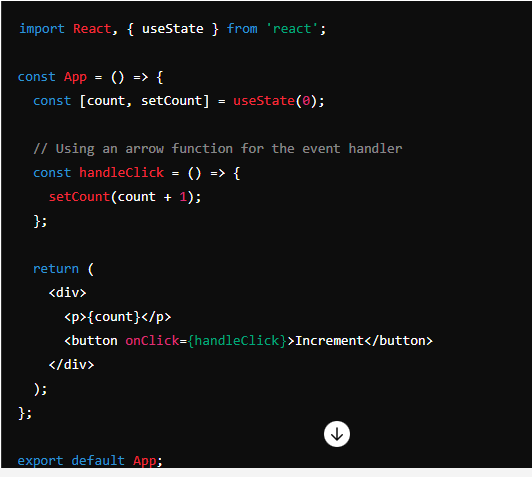 import React, { useState } from 'react';

const App = () => {
  const [count, setCount] = useState(0);

  // Using an arrow function for the event handler
  const handleClick = () => {
    setCount(count + 1);
  };

  return (
    <div>
      <p>{count}</p>
      <button onClick={handleClick}>Increment</button>
    </div>
  );
};

export default App;